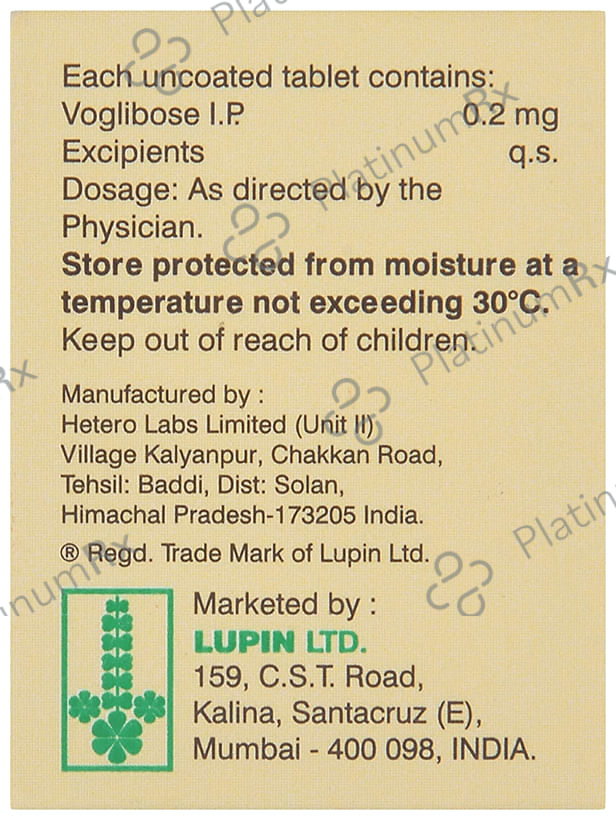 Each uncoated tablet contains:
Voglibose I.P. 0.2 mg
Excipients q.s.
Dosage: As directed by the
Physician.
Store protected from moisture at a
temperature not exceeding 30°C.
Keep out of reach of children.
Manufactured by :
Hetero Labs Limited (Unit II)
Village Kalyanpur, Chakkan Road,
Tehsil: Baddi, Dist: Solan,
Himachal Pradesh-173205 India.
® Regd. Trade Mark of Lupin Ltd.
Marketed by :
LUPIN LTD.
159, C.S.T. Road,
Kalina, Santacruz (E),
Mumbai - 400 098, INDIA.
PlatinumRx
PlatinumRx